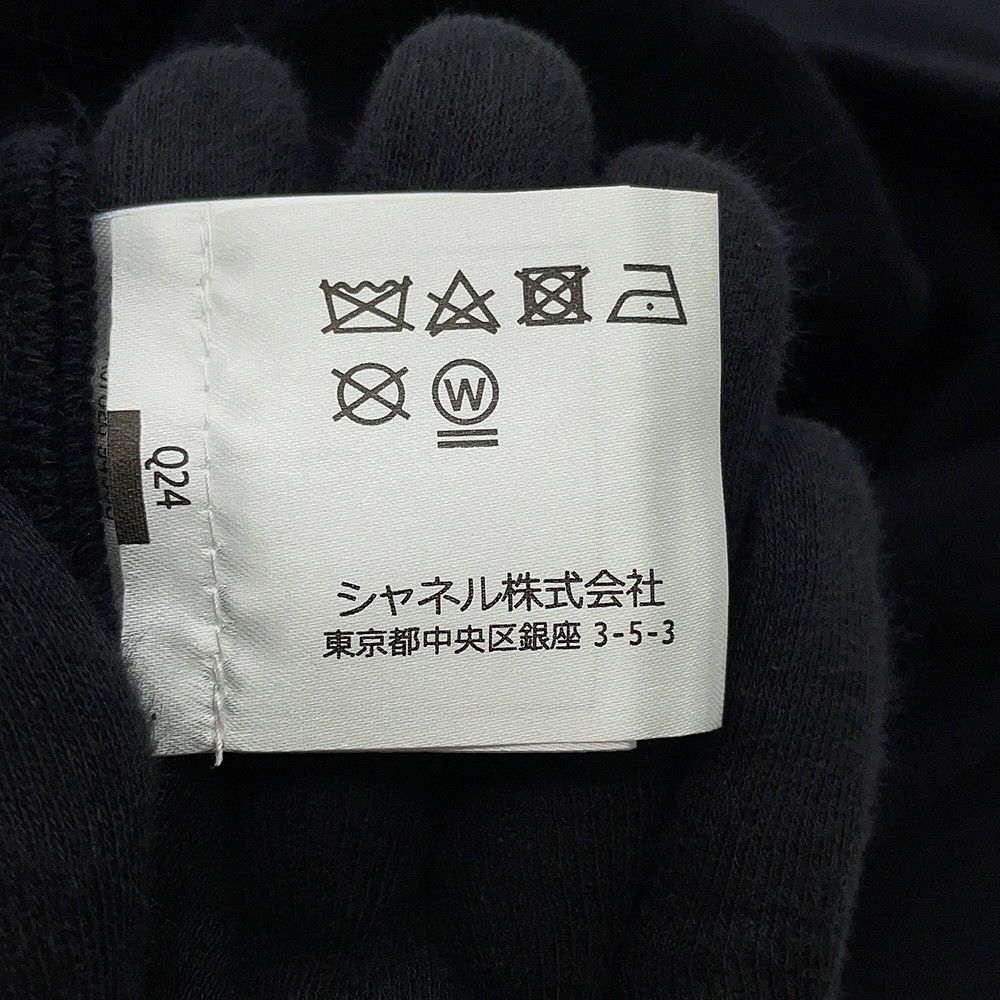 W
Q24
シャネル株式会社
東京都中央区銀座 3-5-3